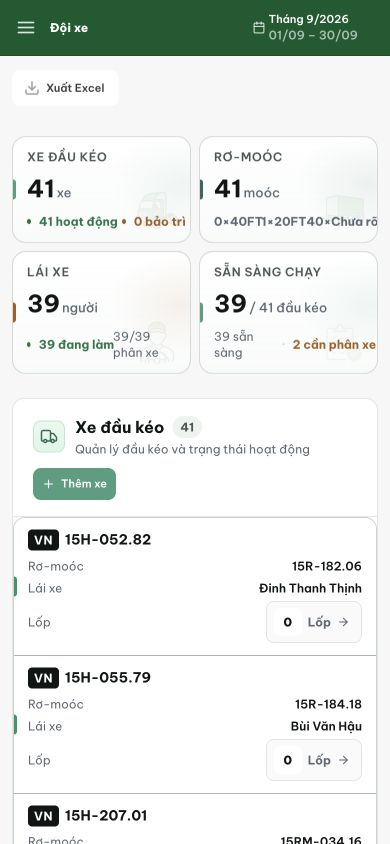 Đội xe
Tháng 9/2026
01/09 – 30/09
Xuất Excel
XE ĐẦU KÉO
41 xe
• 41 hoạt động • 0 bảo trì
RƠ-MOÓC
41 moóc
0×40FT1×20FT40×Chưa rõ
LÁI XE
39 người
• 39 đang làm 39/39 phân xe
SẴN SÀNG CHẠY
39 / 41 đầu kéo
39 sẵn sàng · 2 cần phân xe
Xe đầu kéo 41
Quản lý đầu kéo và trạng thái hoạt động
+ Thêm xe
VN 15H-052.82
Rơ-moóc 15R-182.06
Lái xe Đinh Thanh Thịnh
Lốp 0 Lốp →
VN 15H-055.79
Rơ-moóc 15R-184.18
Lái xe Bùi Văn Hậu
Lốp 0 Lốp →
VN 15H-207.01
Rơ-moóc 15RM-034.16